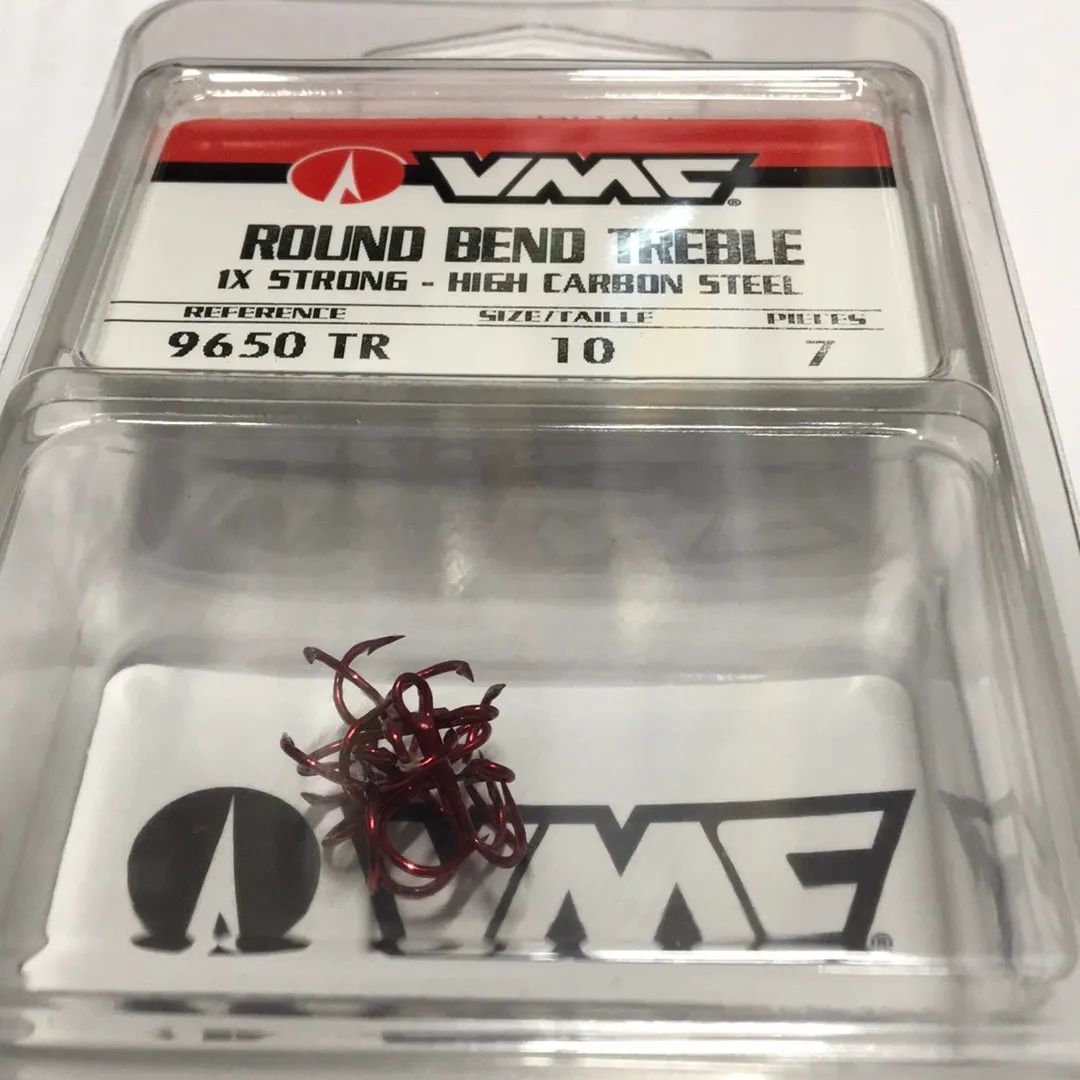 VMC®
ROUND BEND TREBLE
1X STRONG - HIGH CARBON STEEL
REFERENCE SIZE/TAILLE PIECES
9650 TR 10 7
VMC®